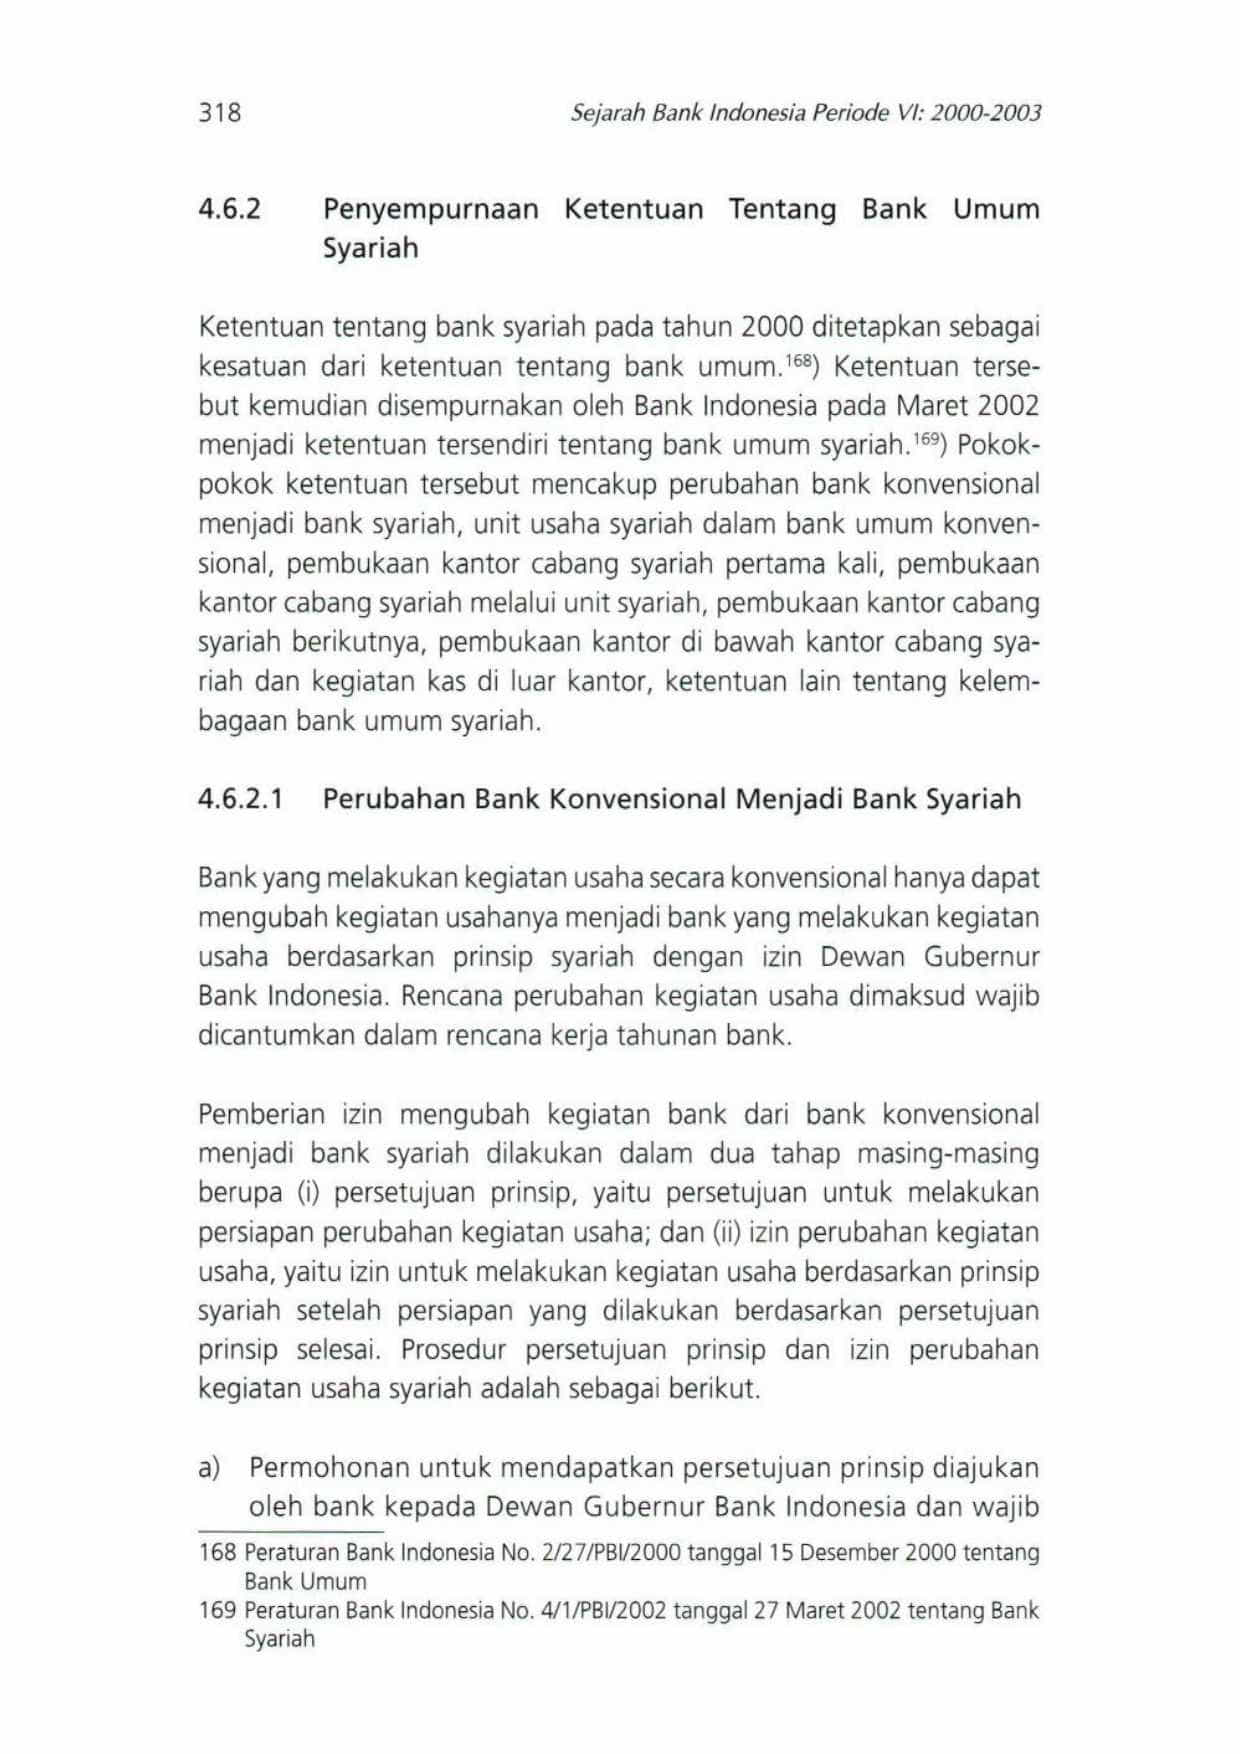 318 Sejarah Bank Indonesia Periode VI: 2000-2003
4.6.2 Penyempurnaan Ketentuan Tentang Bank Umum
Syariah
Ketentuan tentang bank syariah pada tahun 2000 ditetapkan sebagai
kesatuan dari ketentuan tentang bank umum.168) Ketentuan terse-
but kemudian disempurnakan oleh Bank Indonesia pada Maret 2002
menjadi ketentuan tersendiri tentang bank umum syariah.169) Pokok-
pokok ketentuan tersebut mencakup perubahan bank konvensional
menjadi bank syariah, unit usaha syariah dalam bank umum konven-
sional, pembukaan kantor cabang syariah pertama kali, pembukaan
kantor cabang syariah melalui unit syariah, pembukaan kantor cabang
syariah berikutnya, pembukaan kantor di bawah kantor cabang sya-
riah dan kegiatan kas di luar kantor, ketentuan lain tentang kelem-
bagaan bank umum syariah.
4.6.2.1 Perubahan Bank Konvensional Menjadi Bank Syariah
Bank yang melakukan kegiatan usaha secara konvensional hanya dapat
mengubah kegiatan usahanya menjadi bank yang melakukan kegiatan
usaha berdasarkan prinsip syariah dengan izin Dewan Gubernur
Bank Indonesia. Rencana perubahan kegiatan usaha dimaksud wajib
dicantumkan dalam rencana kerja tahunan bank.
Pemberian izin mengubah kegiatan bank dari bank konvensional
menjadi bank syariah dilakukan dalam dua tahap masing-masing
berupa (i) persetujuan prinsip, yaitu persetujuan untuk melakukan
persiapan perubahan kegiatan usaha; dan (ii) izin perubahan kegiatan
usaha, yaitu izin untuk melakukan kegiatan usaha berdasarkan prinsip
syariah setelah persiapan yang dilakukan berdasarkan persetujuan
prinsip selesai. Prosedur persetujuan prinsip dan izin perubahan
kegiatan usaha syariah adalah sebagai berikut.
a) Permohonan untuk mendapatkan persetujuan prinsip diajukan
oleh bank kepada Dewan Gubernur Bank Indonesia dan wajib
168 Peraturan Bank Indonesia No. 2/27/PBI/2000 tanggal 15 Desember 2000 tentang
Bank Umum
169 Peraturan Bank Indonesia No. 4/1/PBI/2002 tanggal 27 Maret 2002 tentang Bank
Syariah